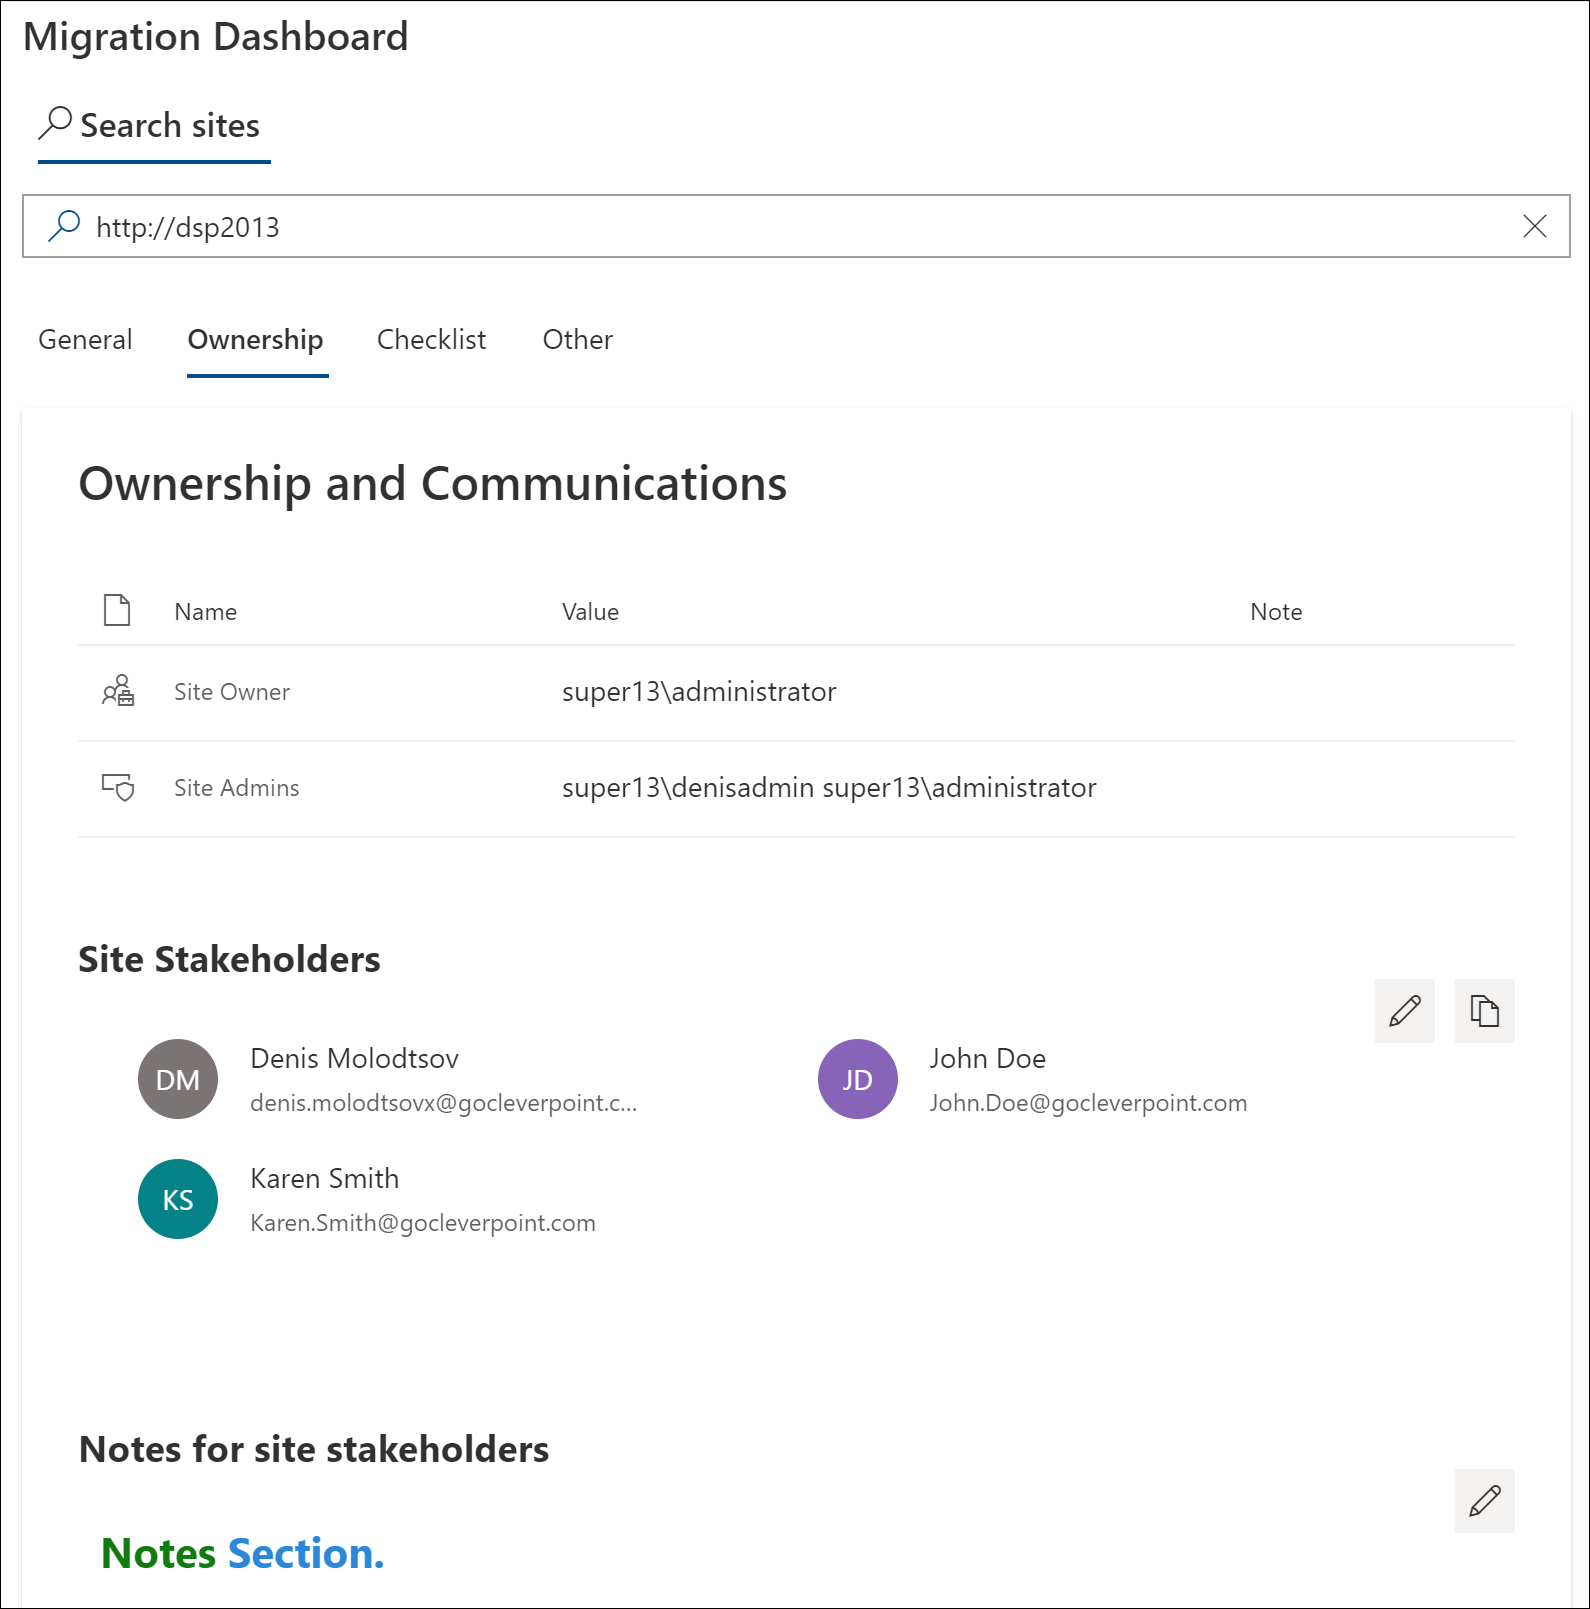 Migration Dashboard
Search sites
http://dsp2013
General Ownership Checklist Other
Ownership and Communications
Name Value Note
Site Owner super13\administrator
Site Admins super13\denisadmin super13\administrator
Site Stakeholders
DM Denis Molodtsov
denis.molodtsovx@gocleverpoint.c...
JD John Doe
John.Doe@gocleverpoint.com
KS Karen Smith
Karen.Smith@gocleverpoint.com
Notes for site stakeholders
Notes Section.